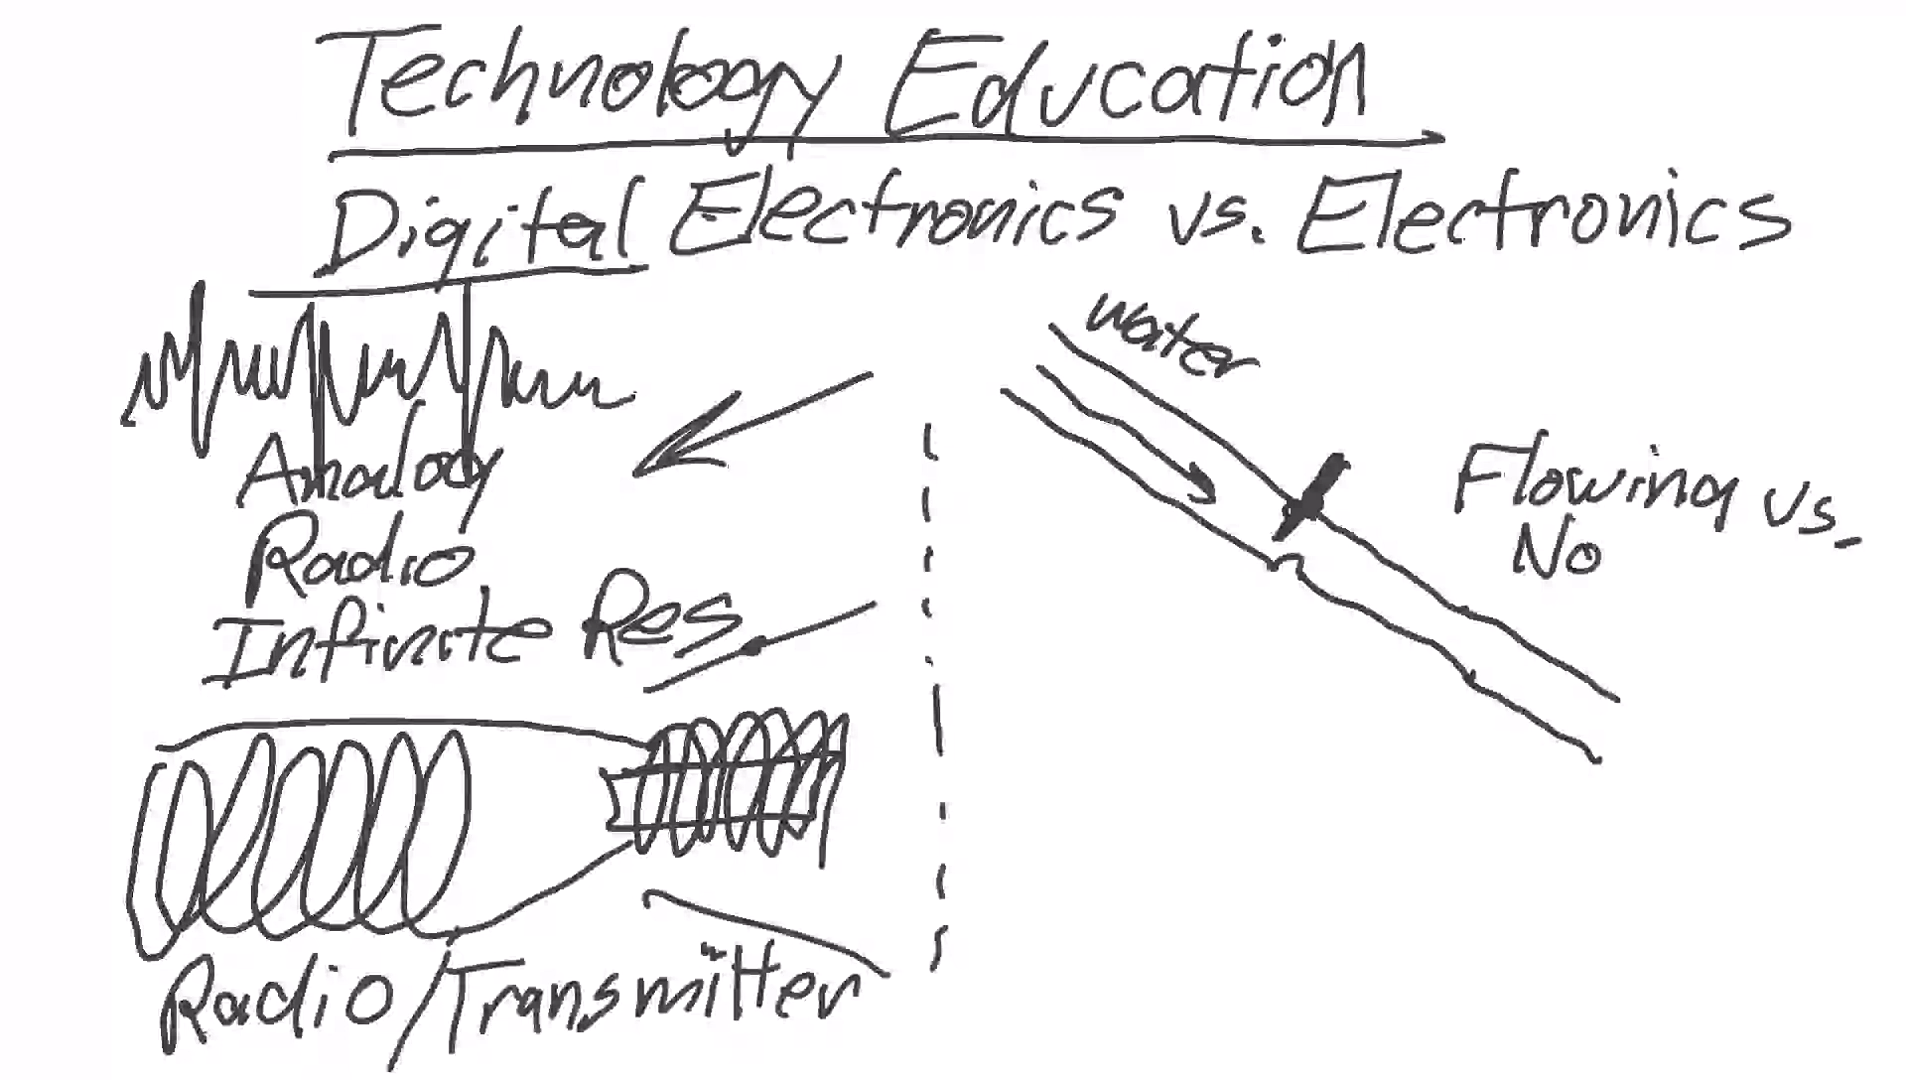 Technology Education
Digital Electronics vs. Electronics
Analog
Radio
Infinite Res.
Radio/Transmitter
water
Flowing vs.
No